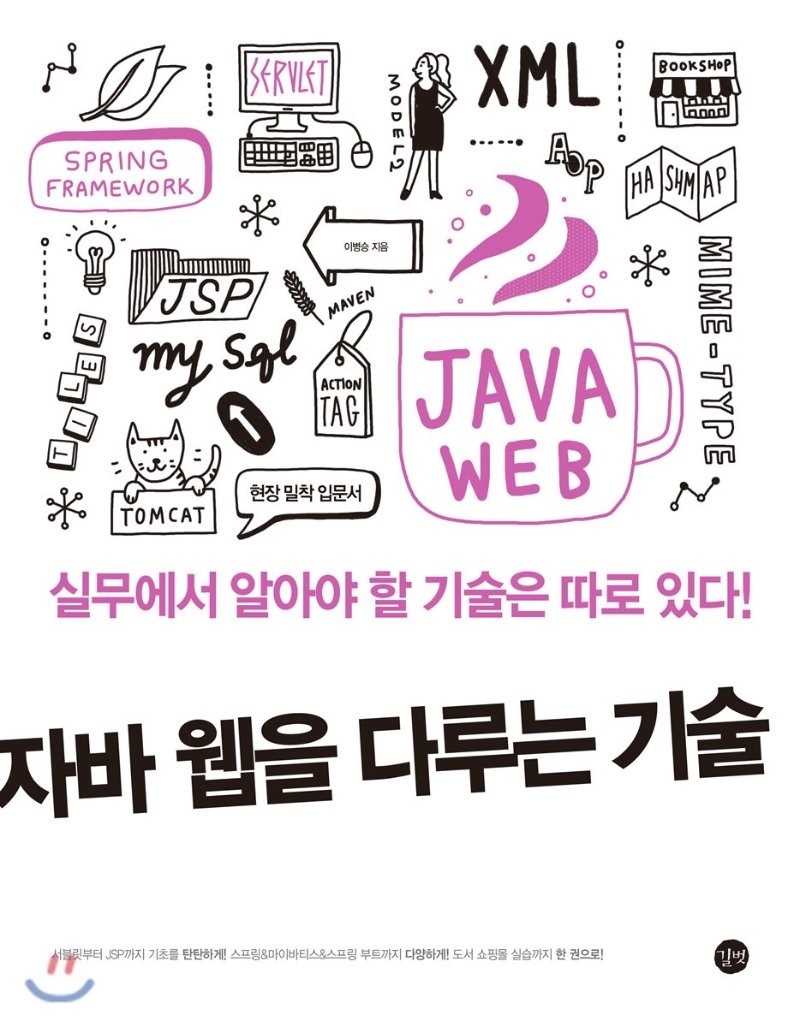 SERVLET
MODEL2
XML
BOOKSHOP
SPRING
FRAMEWORK
AOP
HASHMAP
이병승 지음
JSP
MAVEN
MIME-TYPE
my Sql
TILES
ACTION
TAG
JAVA
WEB
TOMCAT
현장 밀착 입문서
실무에서 알아야 할 기술은 따로 있다!
자바 웹을 다루는 기술
서블릿부터 JSP까지 기초를 탄탄하게! 스프링&마이바티스&스프링 부트까지 다양하게! 도서 쇼핑몰 실습까지 한 권으로!
길벗